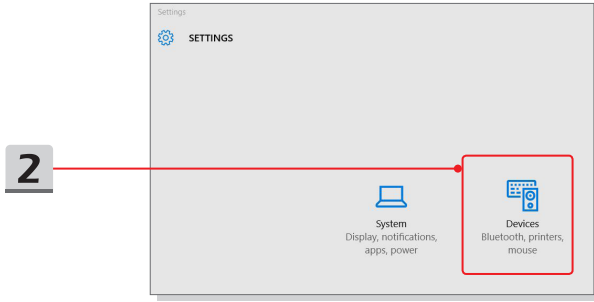 Settings
SETTINGS
2
System
Display, notifications,
apps, power
Devices
Bluetooth, printers,
mouse